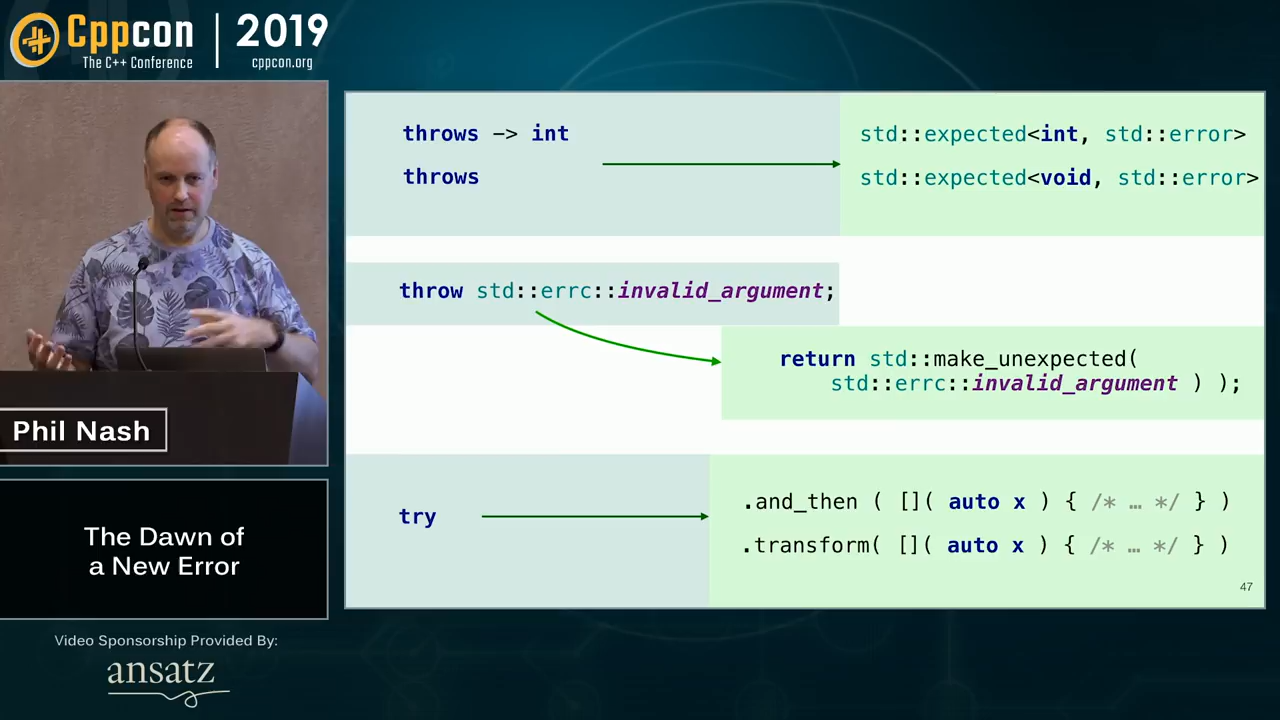 Cppcon
The C++ Conference
2019
cppcon.org
throws -> int
throws
std::expected<int, std::error>
std::expected<void, std::error>
throw std::errc::invalid_argument;
return std::make_unexpected(
std::errc::invalid_argument ) );
try
.and_then ( []( auto x ) { /* … */ } )
.transform( []( auto x ) { /* … */ } )
47
Phil Nash
The Dawn of
a New Error
Video Sponsorship Provided By:
ansatz